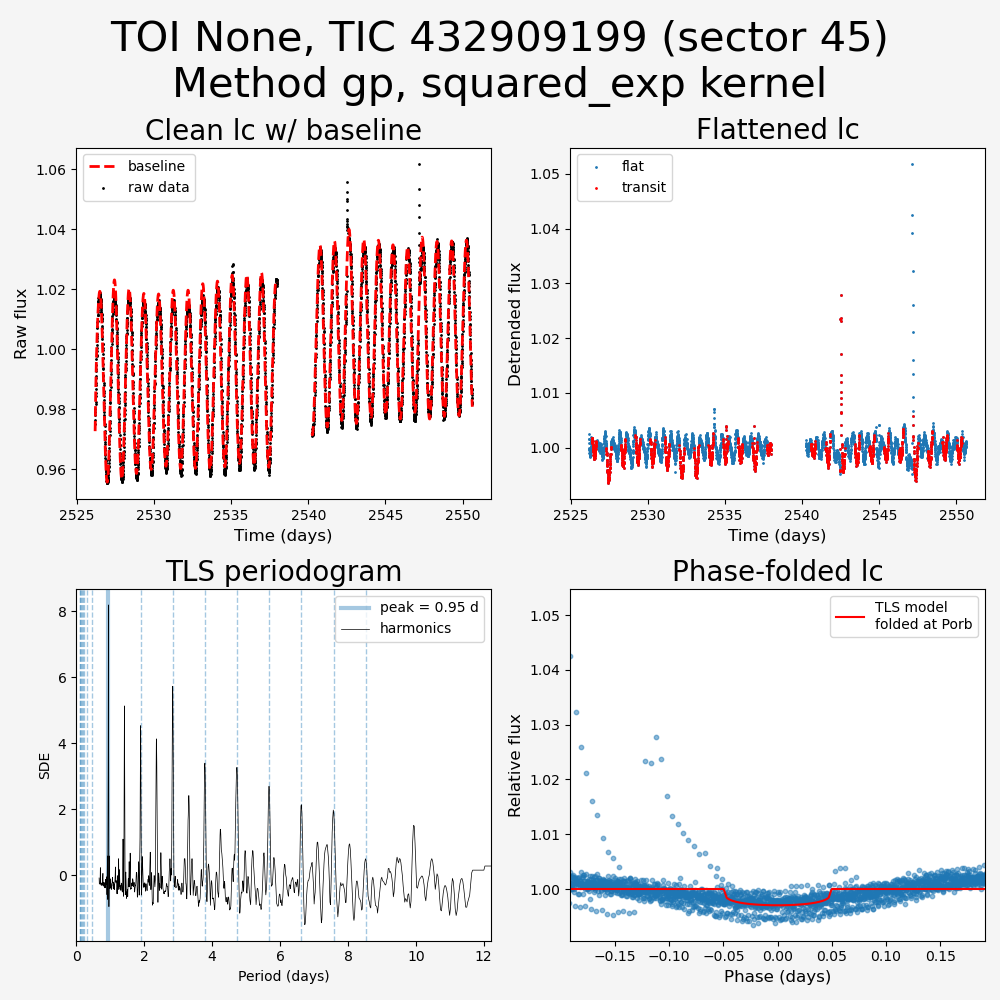 TOI None, TIC 432909199 (sector 45)
Method gp, squared_exp kernel
Clean lc w/ baseline
baseline
raw data
Raw flux
1.06
1.04
1.02
1.00
0.98
0.96
2525 2530 2535 2540 2545 2550
Time (days)
Flattened lc
flat
transit
Detrended flux
1.05
1.04
1.03
1.02
1.01
1.00
2525 2530 2535 2540 2545 2550
Time (days)
TLS periodogram
peak = 0.95 d
harmonics
SDE
8
6
4
2
0
0 2 4 6 8 10 12
Period (days)
Phase-folded lc
TLS model
folded at Porb
Relative flux
1.05
1.04
1.03
1.02
1.01
1.00
−0.15 −0.10 −0.05 0.00 0.05 0.10 0.15
Phase (days)